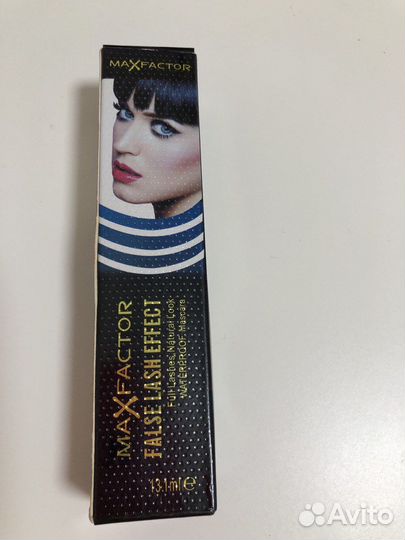 MAXFACTOR
MAXFACTOR
FALSE LASH EFFECT
Full Lashes, Natural Look
WATERPROOF Mascara
13.1ml e
Avito